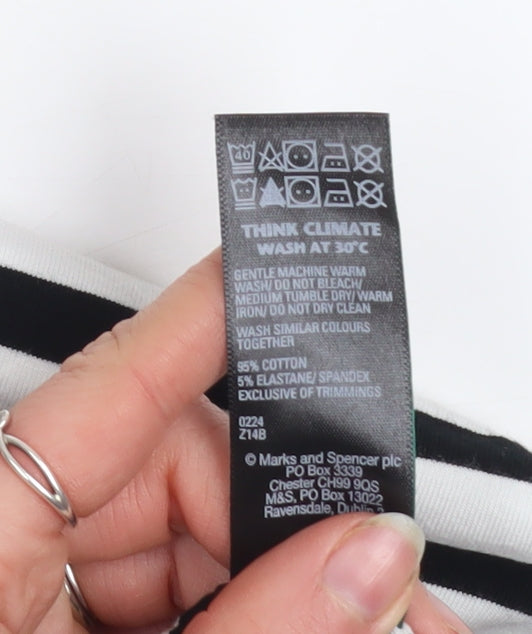 40
THINK CLIMATE
WASH AT 30°C
GENTLE MACHINE WARM
WASH/ DO NOT BLEACH/
MEDIUM TUMBLE DRY/ WARM
IRON/ DO NOT DRY CLEAN
WASH SIMILAR COLOURS
TOGETHER
95% COTTON
5% ELASTANE/ SPANDEX
EXCLUSIVE OF TRIMMINGS
0224
Z14B
© Marks and Spencer plc
PO Box 3339
Chester CH99 9QS
M&S, PO BOX 13022
Ravensdale, Dublin